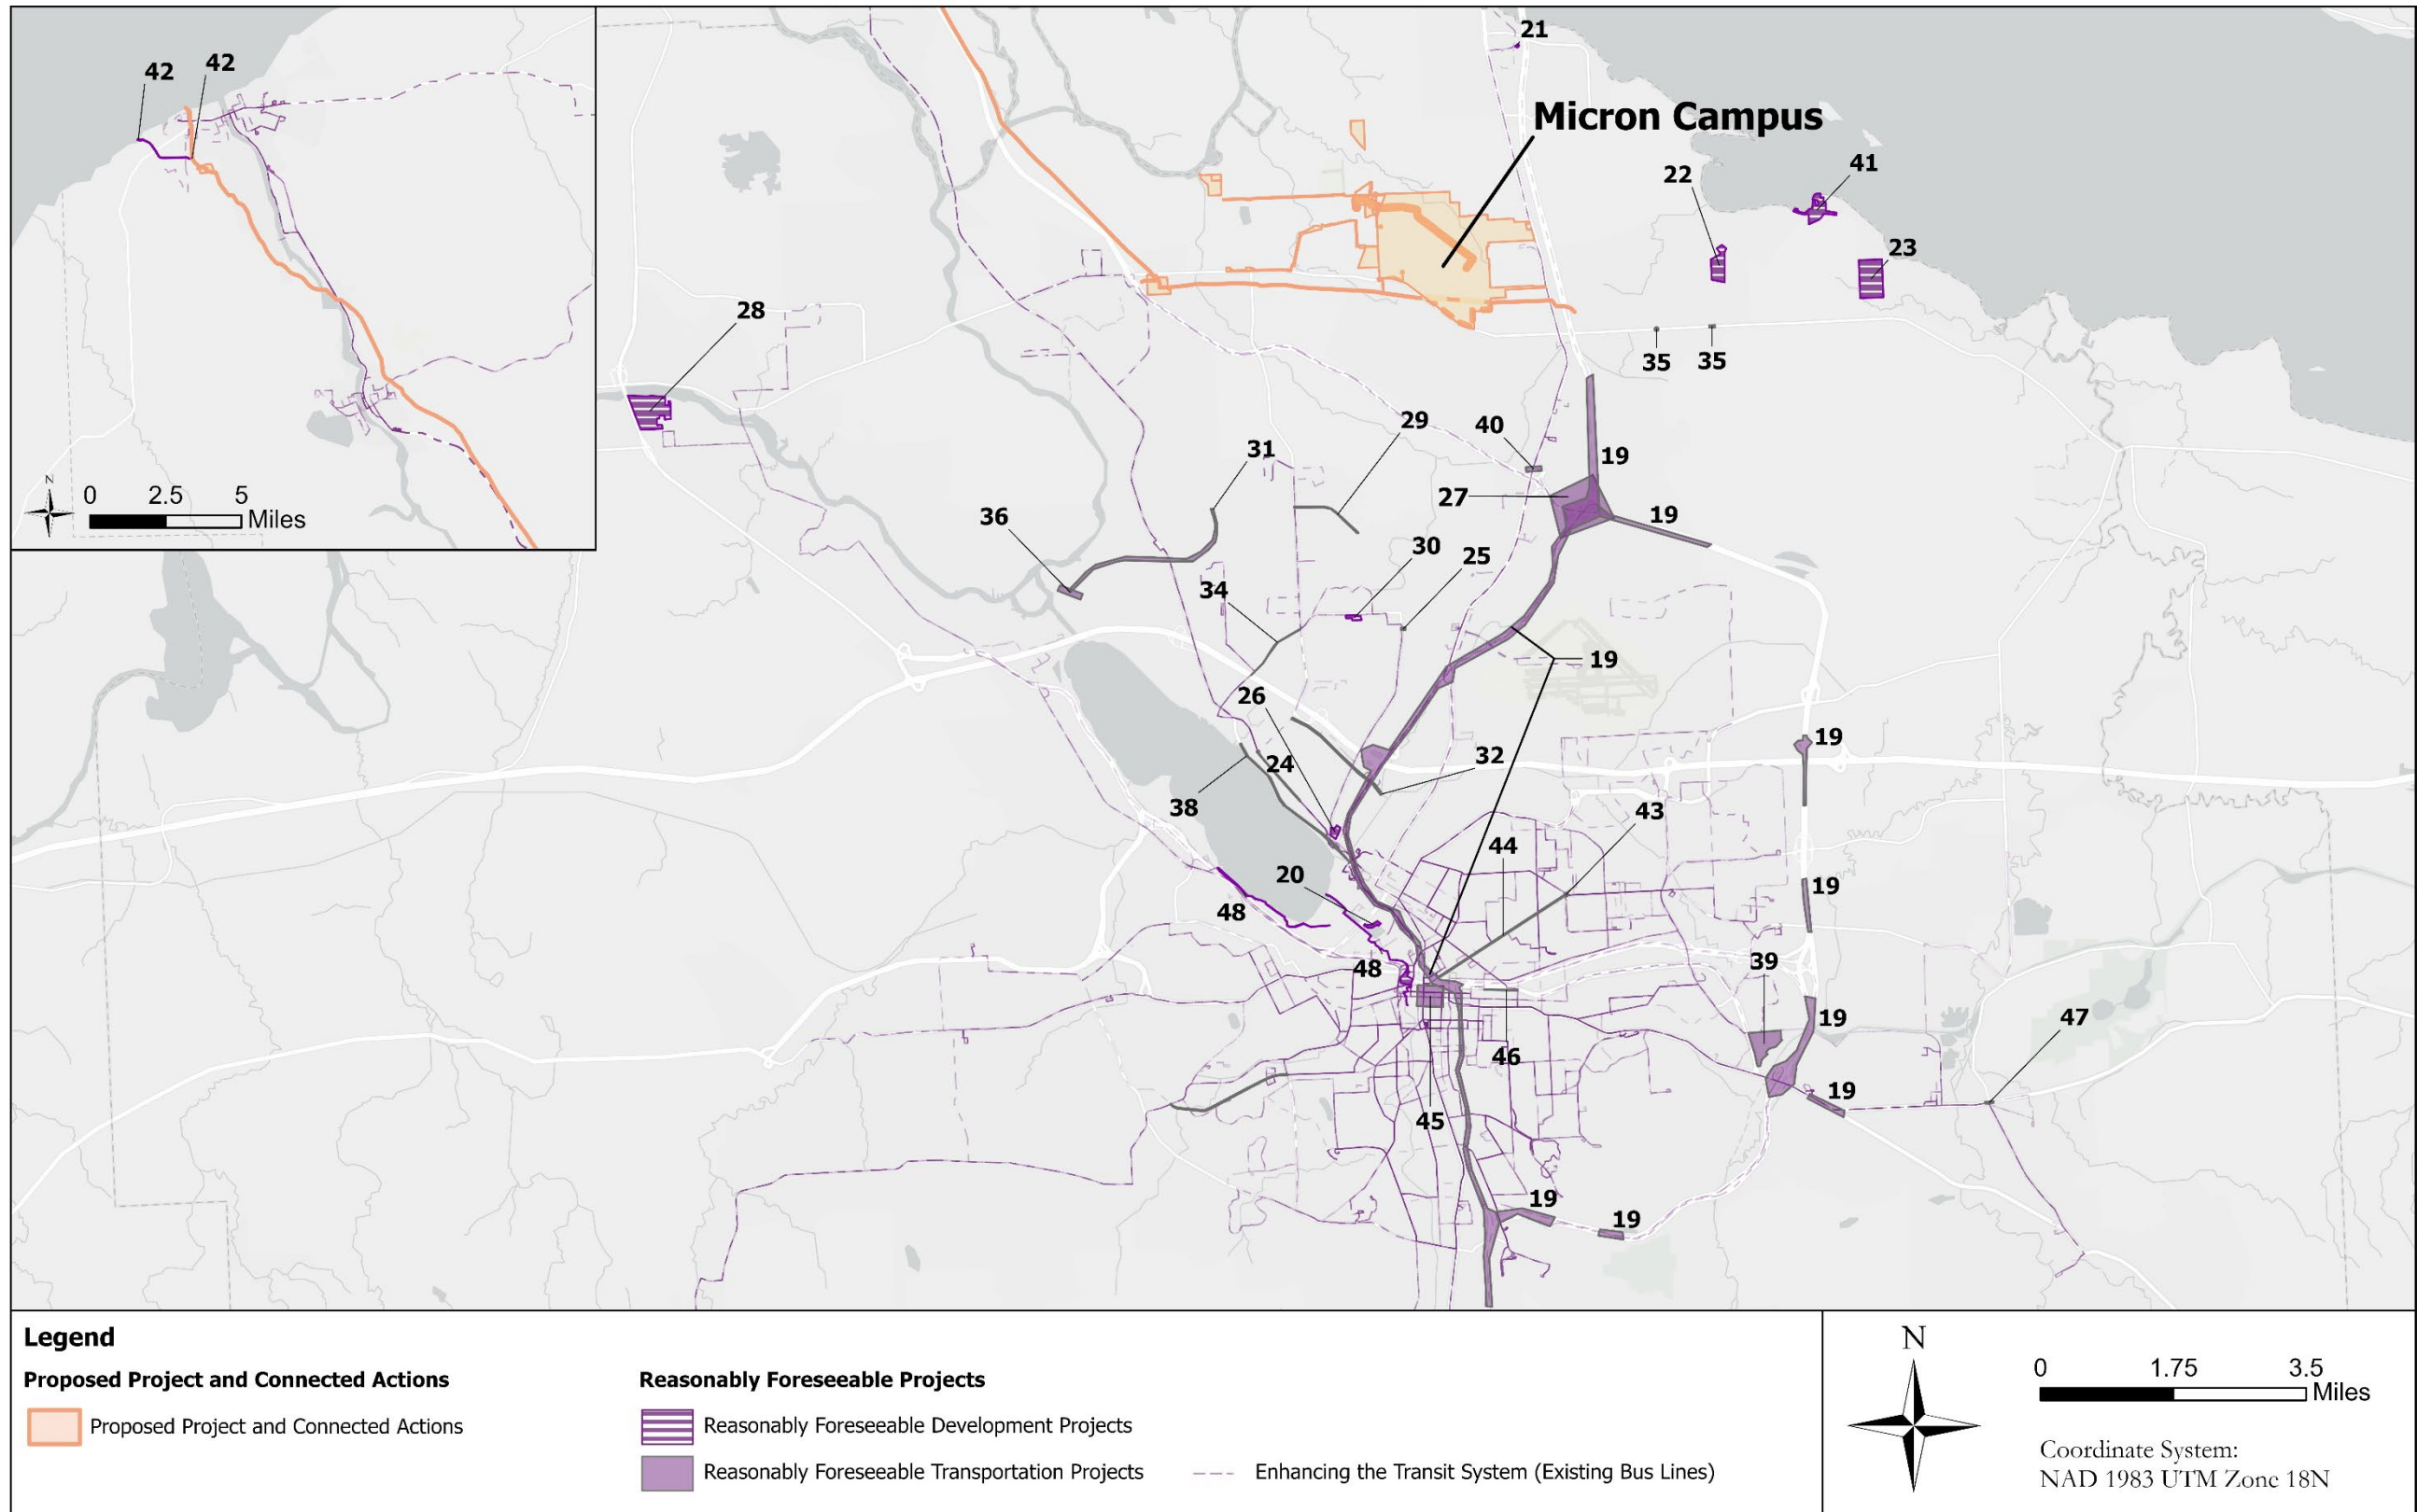 42
42
N
0 2.5 5
Miles
21
Micron Campus
41
22
23
28
35
35
29
40
31
19
27
19
36
30
25
34
19
26
19
32
24
38
43
44
20
19
48
48
39
19
47
46
19
45
19
19
Legend
Proposed Project and Connected Actions
Proposed Project and Connected Actions
Reasonably Foreseeable Projects
Reasonably Foreseeable Development Projects
Reasonably Foreseeable Transportation Projects
Enhancing the Transit System (Existing Bus Lines)
N
0 1.75 3.5
Miles
Coordinate System:
NAD 1983 UTM Zone 18N